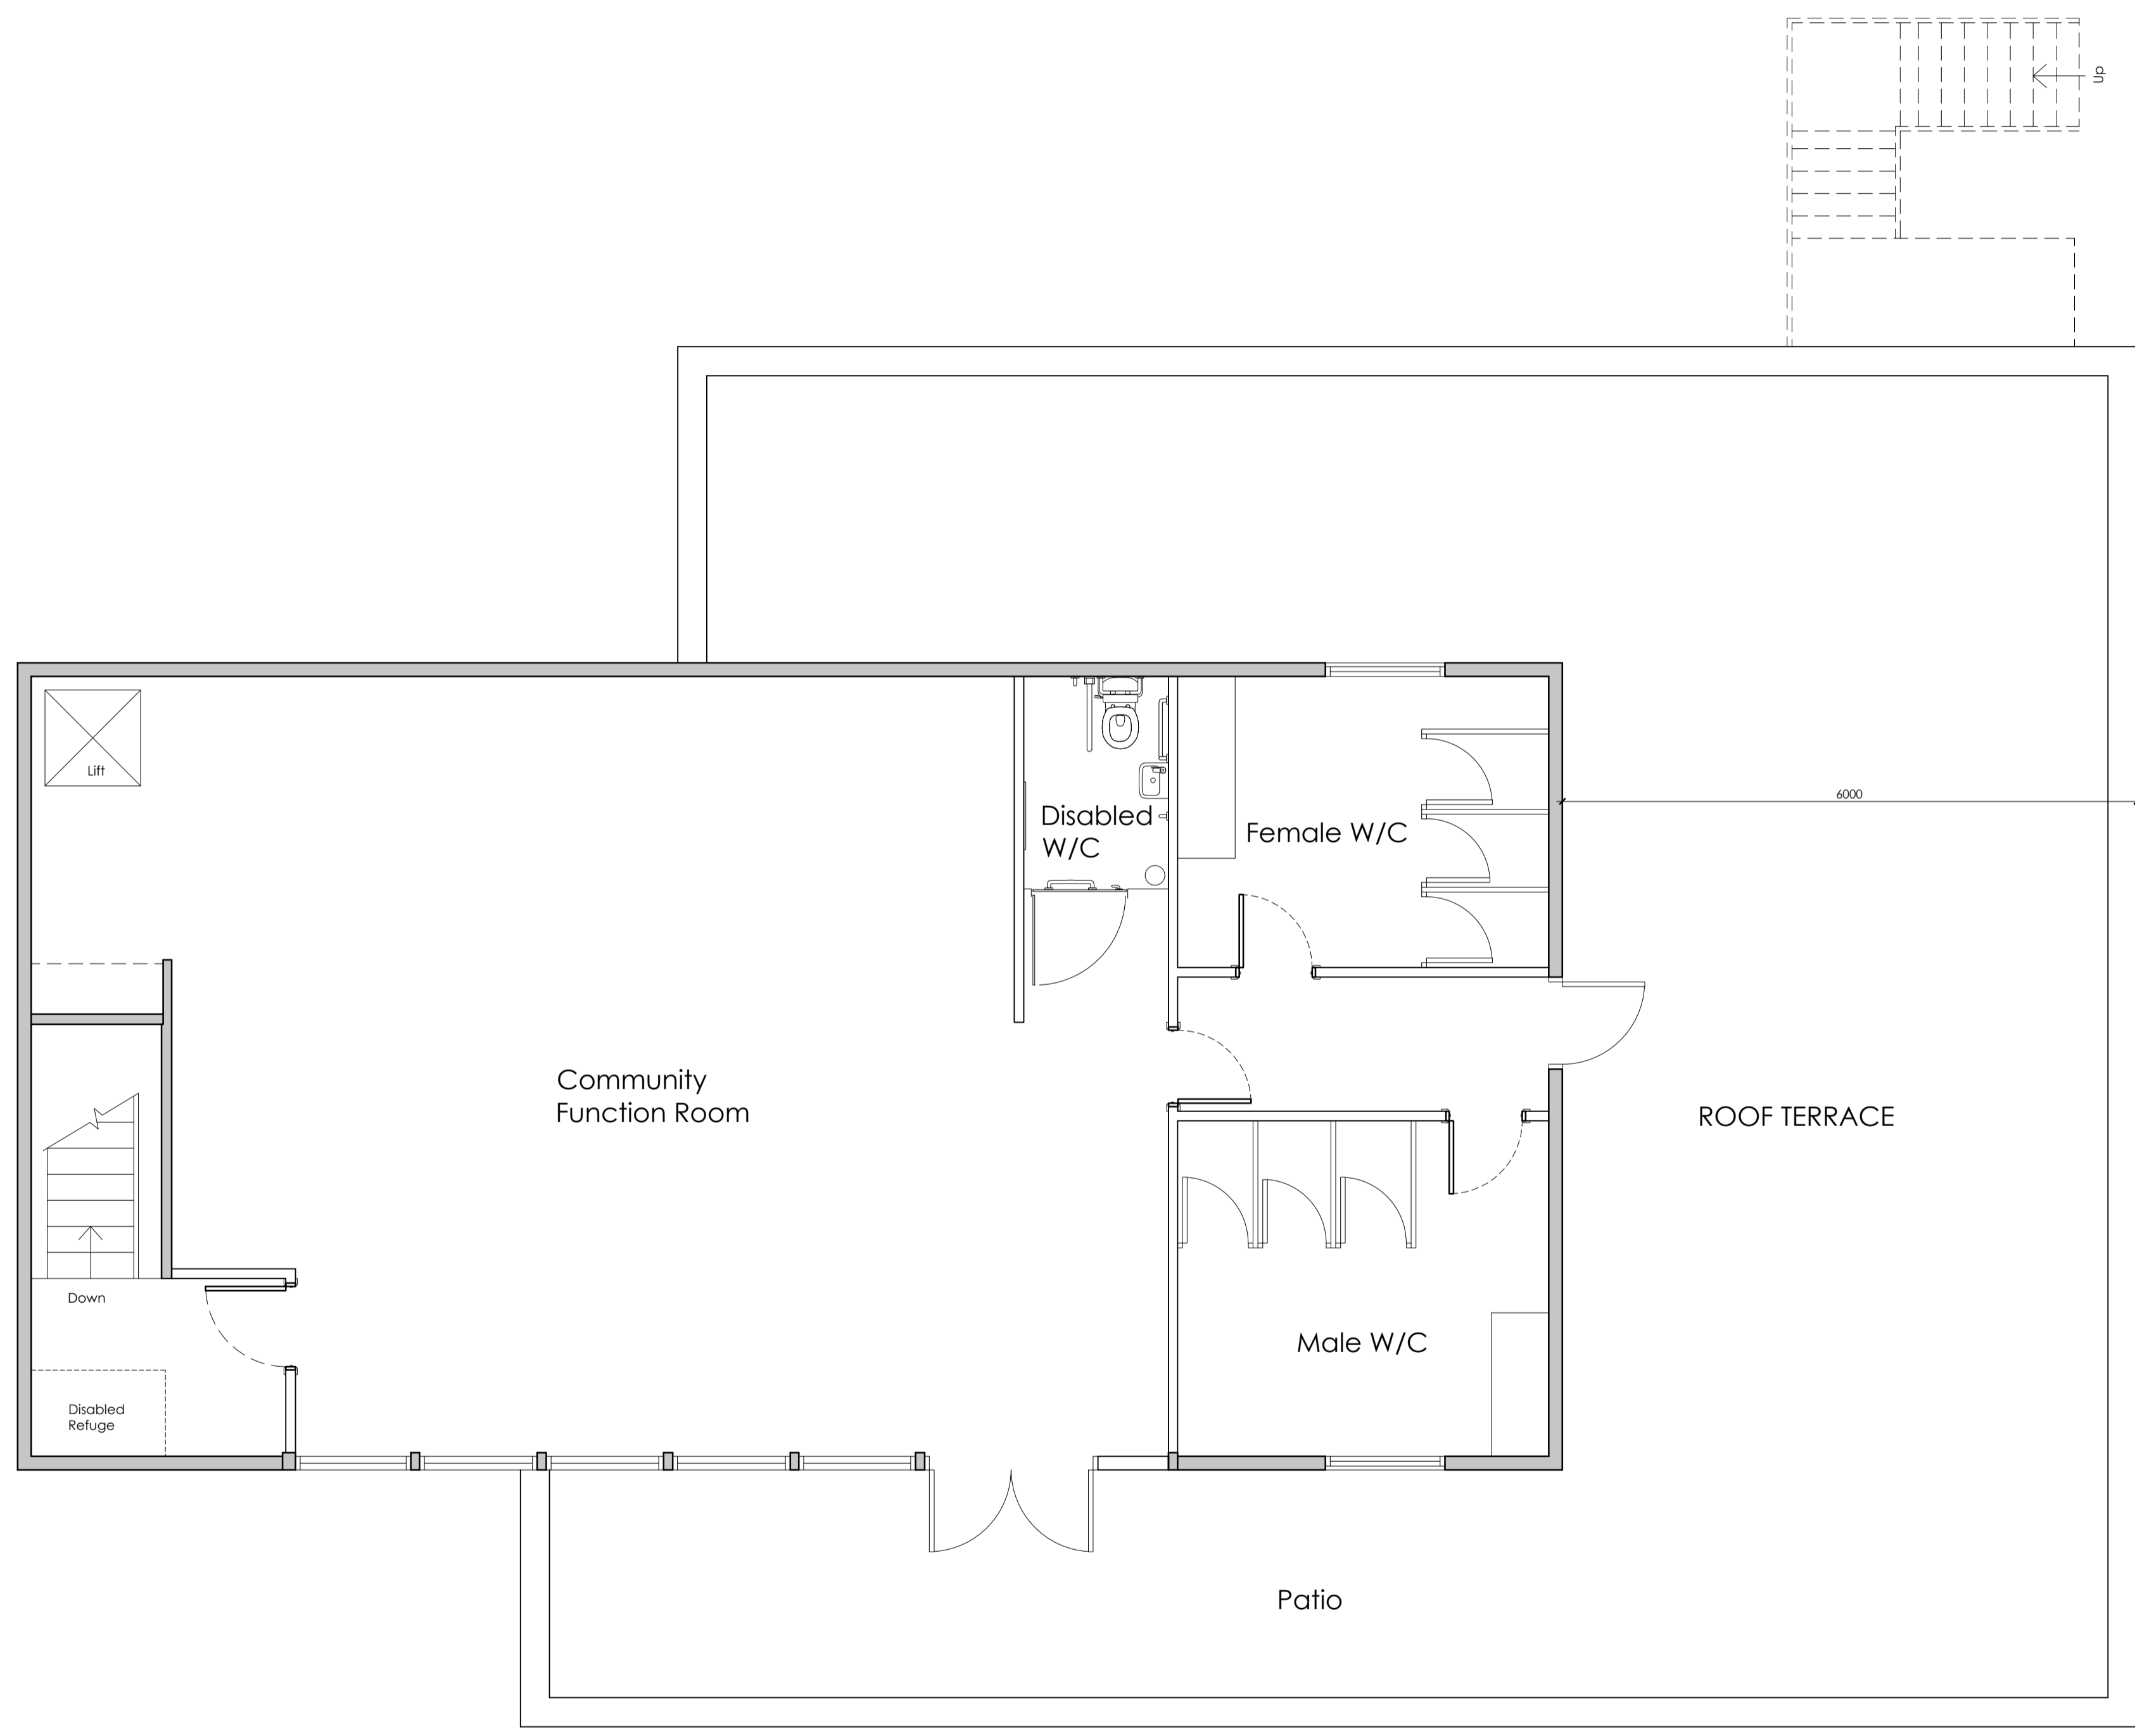 Up
Lift
6000
Disabled
W/C
Female W/C
Community
Function Room
ROOF TERRACE
Down
Male W/C
Disabled
Refuge
Patio